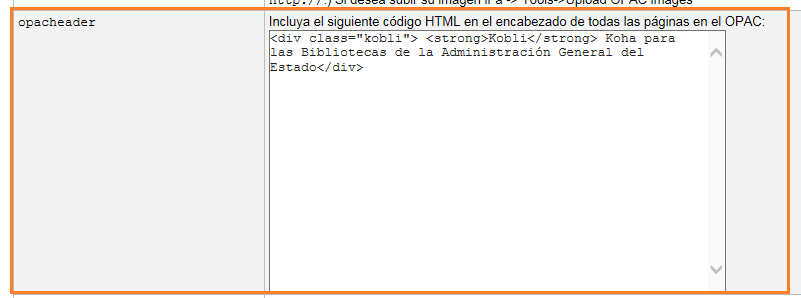 http://.) Si desea subir su imagen ir a -> Tools->Upload OPAC images
opacheader
Incluya el siguiente código HTML en el encabezado de todas las páginas en el OPAC:
<div class="kobli"> <strong>Kobli</strong> Koha para
las Bibliotecas de la Administración General del
Estado</div>